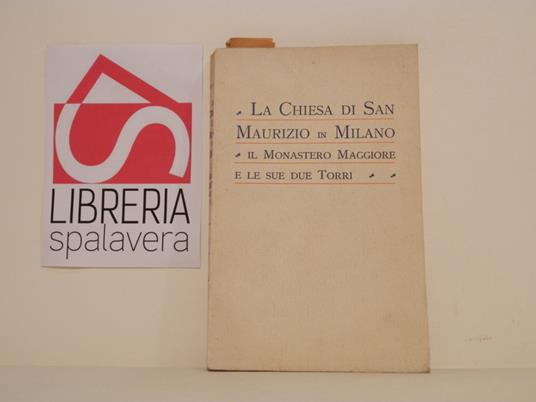 LIBRERIA
spalavera
La Chiesa di San
Maurizio in Milano
il Monastero Maggiore
e le sue due Torri